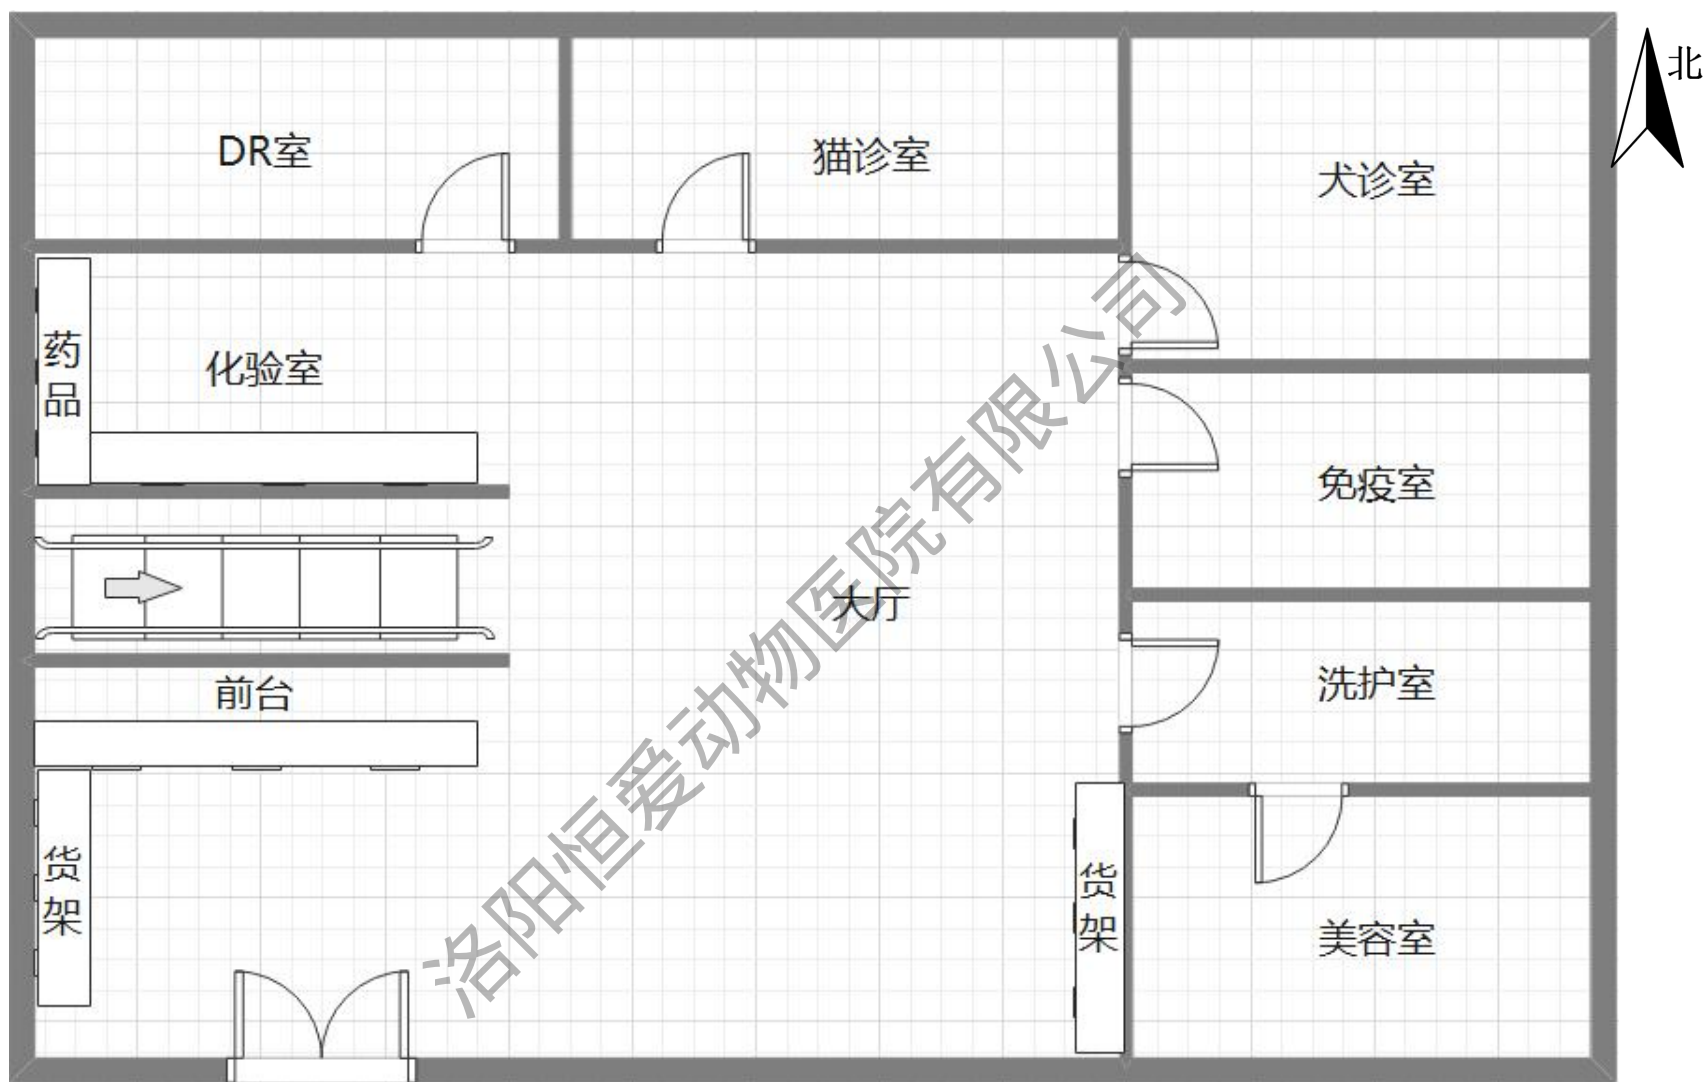 北
DR室
猫诊室
犬诊室
药品
化验室
免疫室
大厅
前台
洗护室
货架
货架
美容室
洛阳恒爱动物医院有限公司